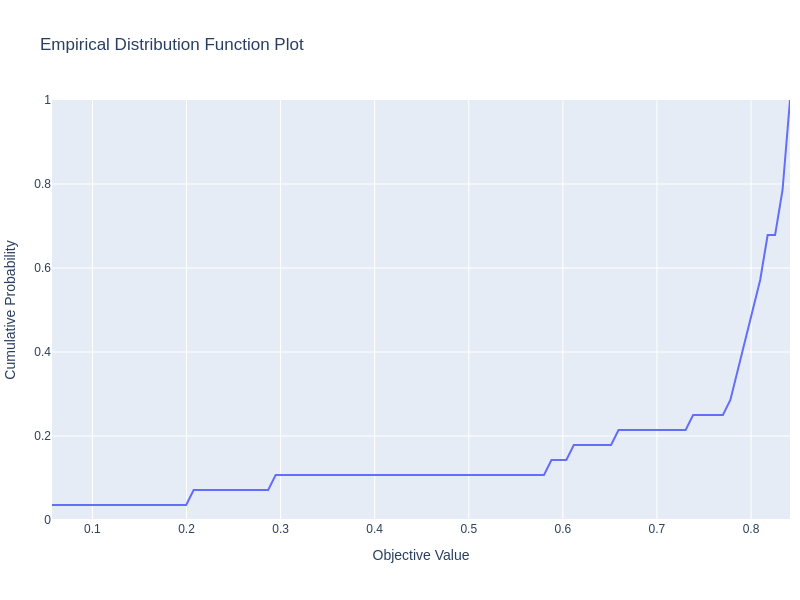 Empirical Distribution Function Plot
Cumulative Probability
1
0.8
0.6
0.4
0.2
0
0.1 0.2 0.3 0.4 0.5 0.6 0.7 0.8
Objective Value